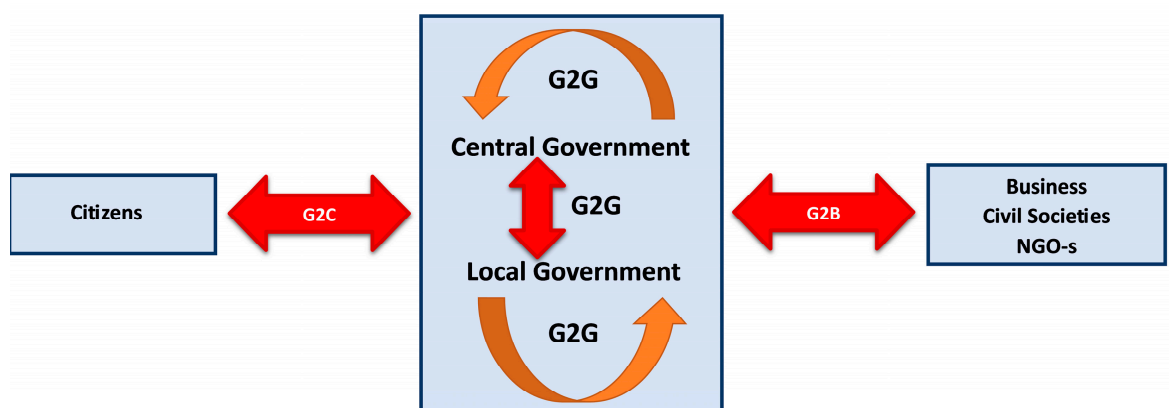 G2G
Central Government
Citizens
G2C
G2G
G2B
Business
Civil Societies
NGO-s
Local Government
G2G